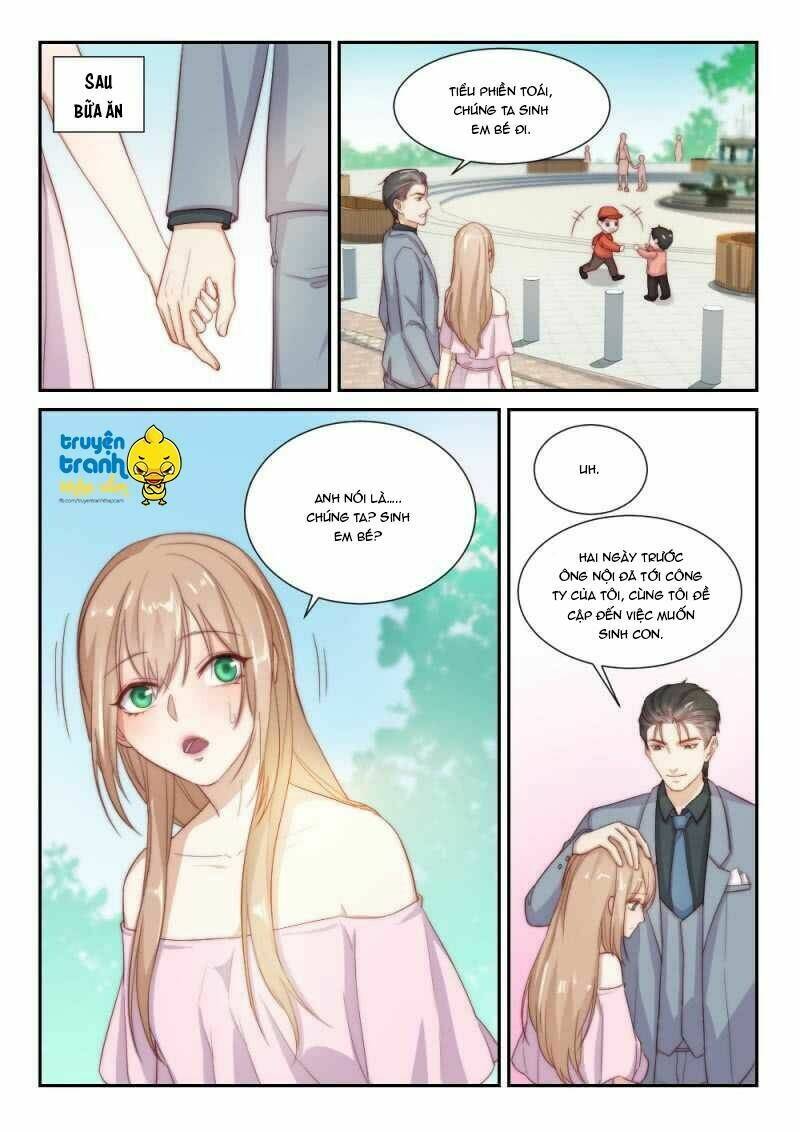 SAU
BỮA ĂN
TIỂU PHIỀN TOÁI,
CHÚNG TA SINH
EM BÉ ĐI.
truyện
tranh
nhập nhằm
ANH NÓI LÀ.....
CHÚNG TA? SINH
EM BÉ?
UH.
HAI NGÀY TRƯỚC
ÔNG NỘI ĐÃ TỚI CÔNG
TY CỦA TÔI, CÙNG TÔI ĐỀ
CẬP ĐẾN VIỆC MUỐN
SINH CON.